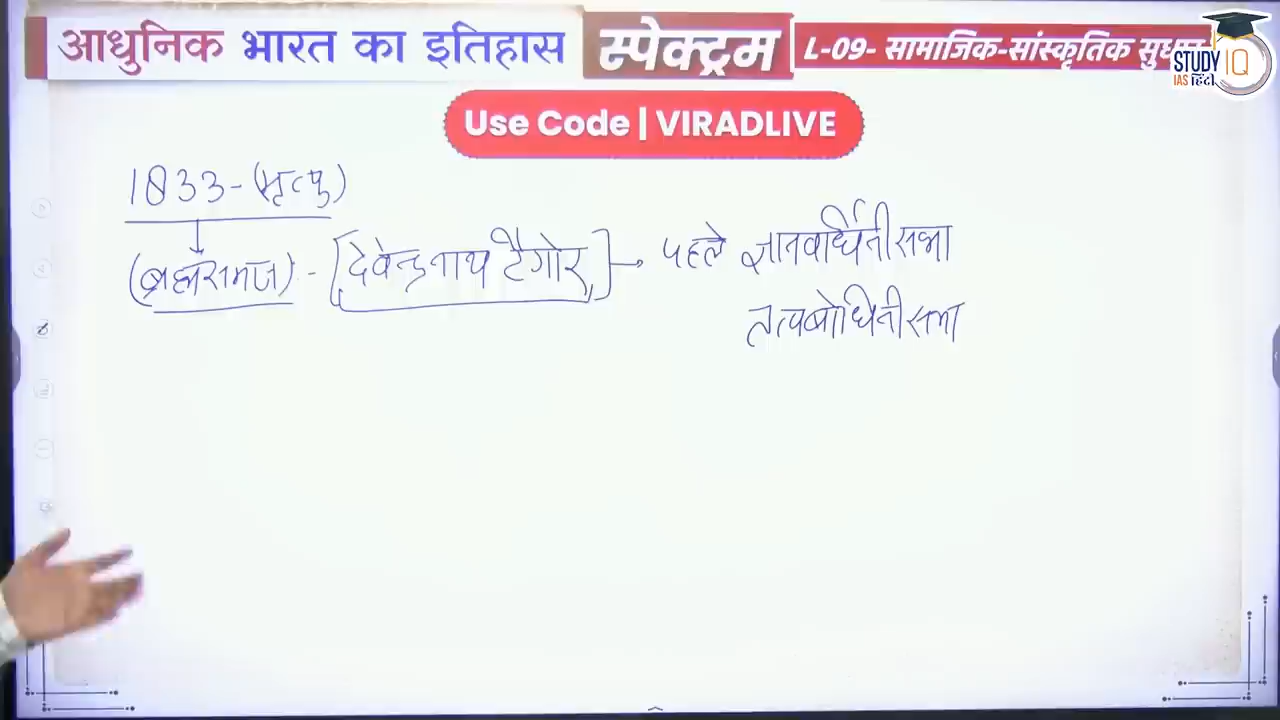 आधुनिक भारत का इतिहास स्पेक्ट्रम L-09- सामाजिक-सांस्कृतिक
STUDY IQ
IAS हिंदी
Use Code | VIRADLIVE
1833-(मृत्यु)
(ब्रह्मसमाज) - [देवेन्द्रनाथ टैगोर] → पहले ज्ञानवर्धिनी सभा
तत्वबोधिनी सभा